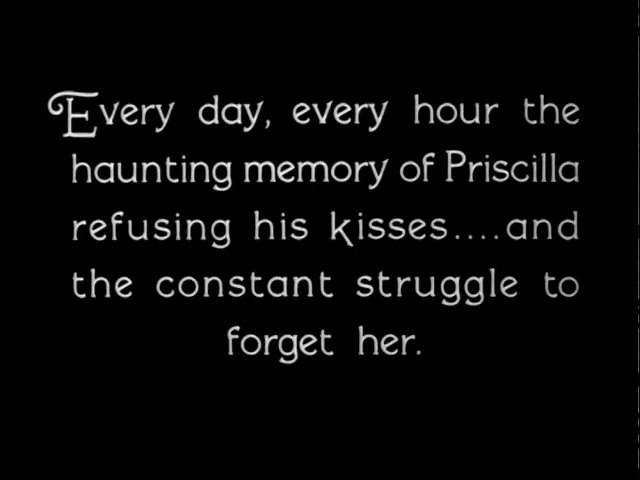 Every day, every hour the
haunting memory of Priscilla
refusing his kisses....and
the constant struggle to
forget her.